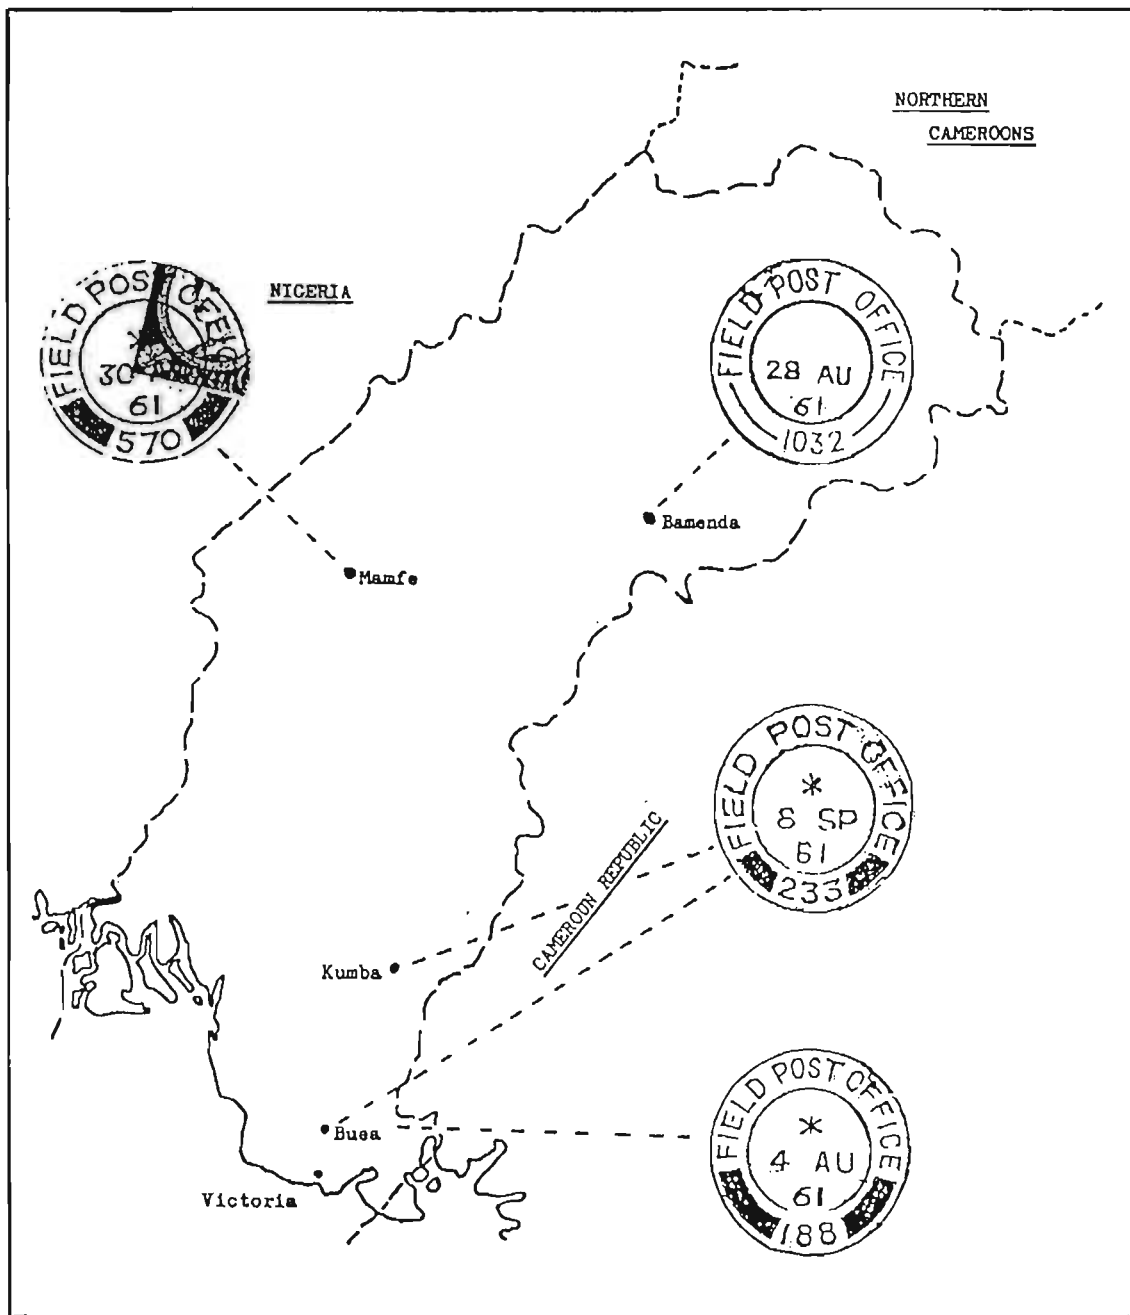 NORTHERN
CAMEROONS
NIGERIA
FIELD POST OFFICE
30
61
570
FIELD POST OFFICE
28 AU
61
1032
Bamenda
Mamfe
FIELD POST OFFICE
8 SP
61
233
CAMEROUN REPUBLIC
Kumba
Buea
Victoria
FIELD POST OFFICE
4 AU
61
188